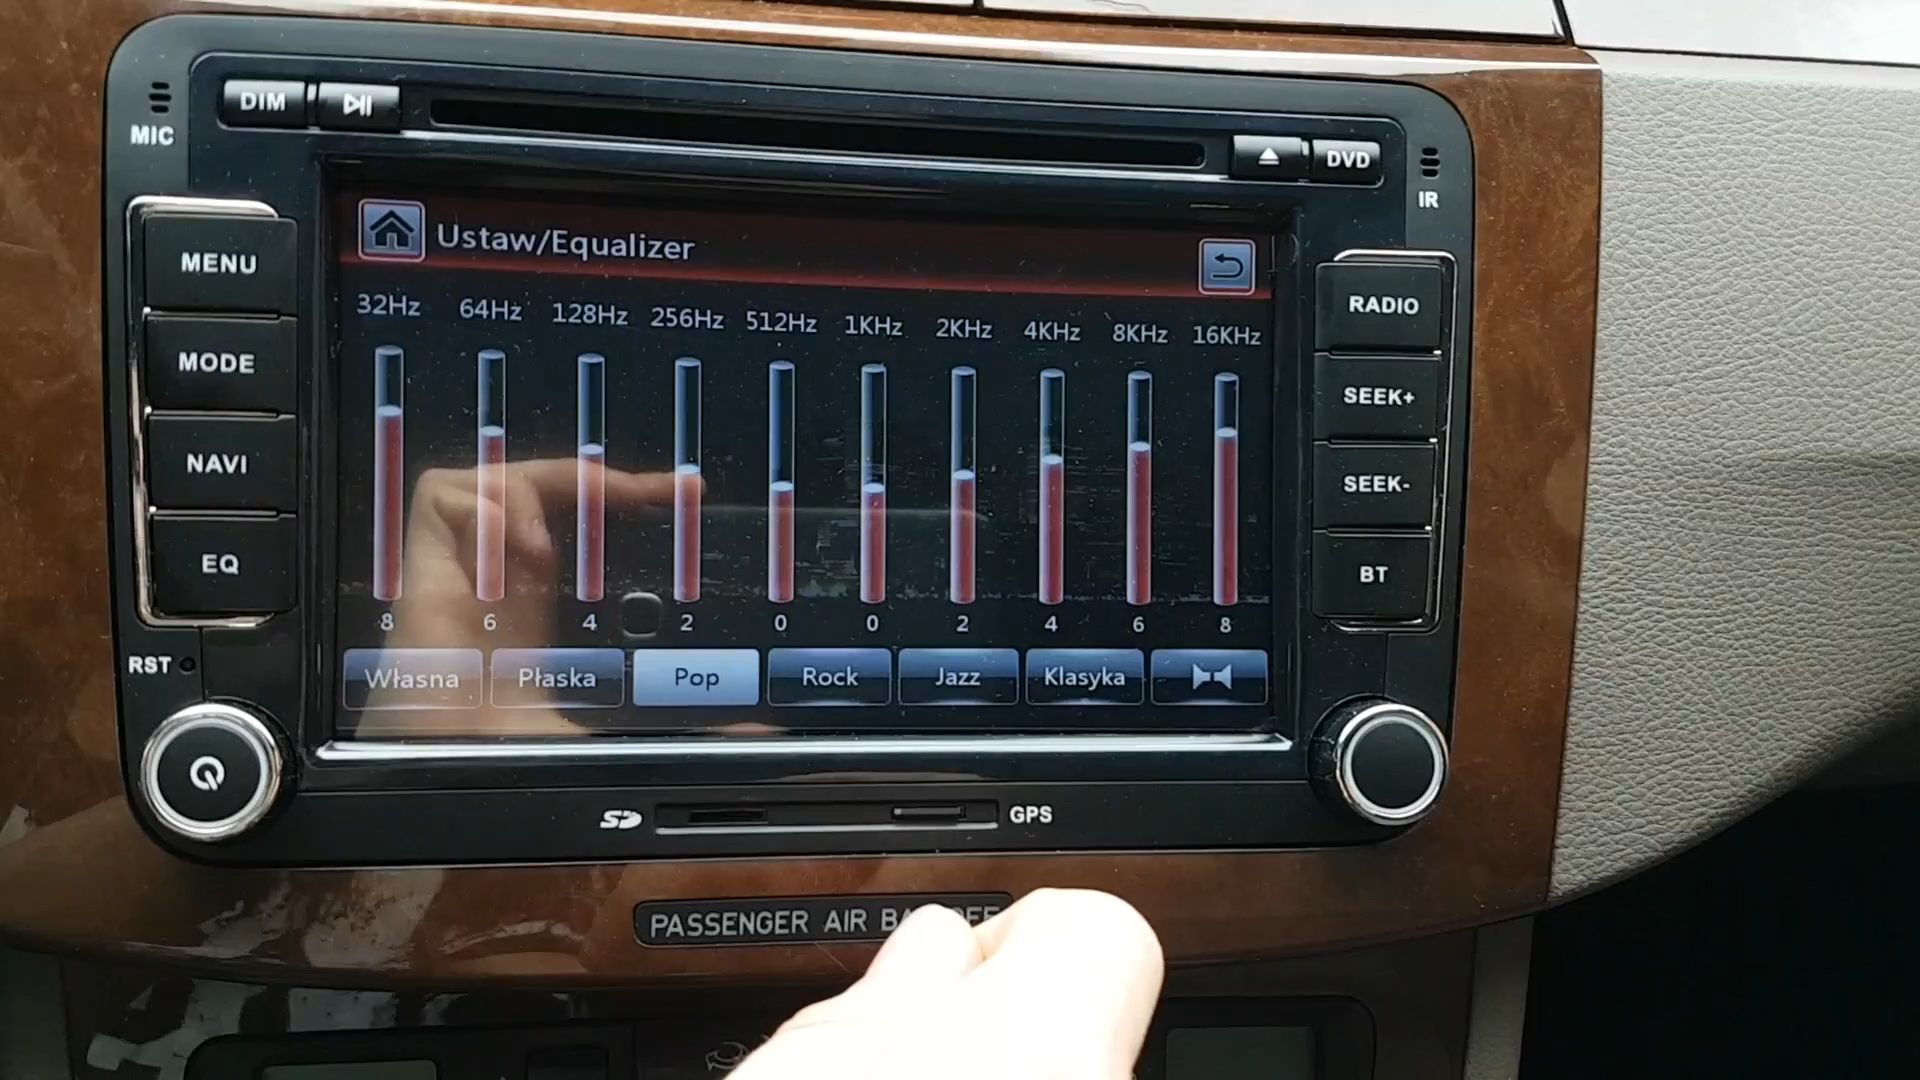 DIM
DVD
MIC
IR
MENU
MODE
NAVI
EQ
RST
Ustaw/Equalizer
32Hz 64Hz 128Hz 256Hz 512Hz 1KHz 2KHz 4KHz 8KHz 16KHz
8 6 4 2 0 0 2 4 6 8
Własna Płaska Pop Rock Jazz Klasyka
RADIO
SEEK+
SEEK-
BT
SD
GPS
PASSENGER AIR